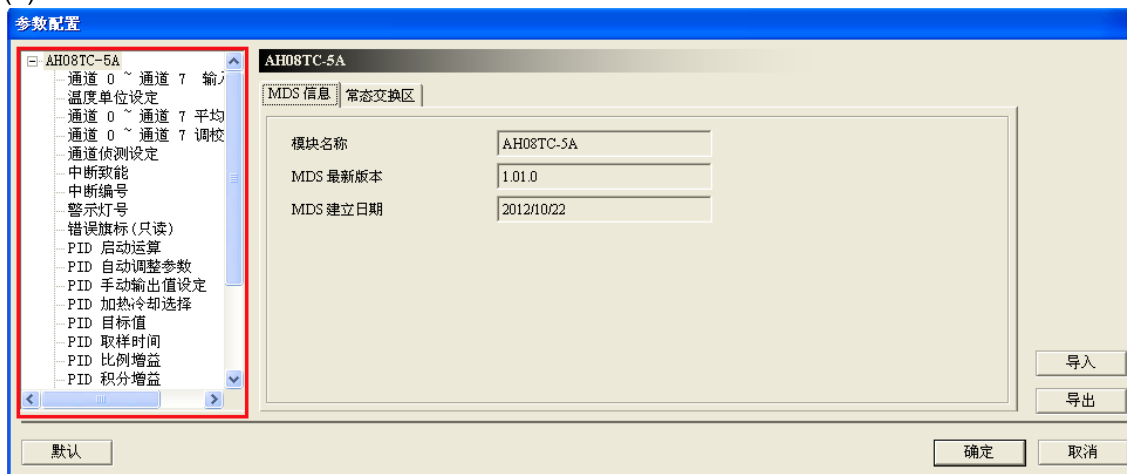 参数配置
AH08TC-5A
通道 0 ~ 通道 7 输入
温度单位设定
通道 0 ~ 通道 7 平均
通道 0 ~ 通道 7 调校
通道侦测设定
中断致能
中断编号
警示灯号
错误旗标(只读)
PID 启动运算
PID 自动调整参数
PID 手动输出值设定
PID 加热冷却选择
PID 目标值
PID 取样时间
PID 比例增益
PID 积分增益
AH08TC-5A
MDS 信息 常态交换区
模块名称 AH08TC-5A
MDS 最新版本 1.01.0
MDS 建立日期 2012/10/22
导入
导出
默认 确定 取消